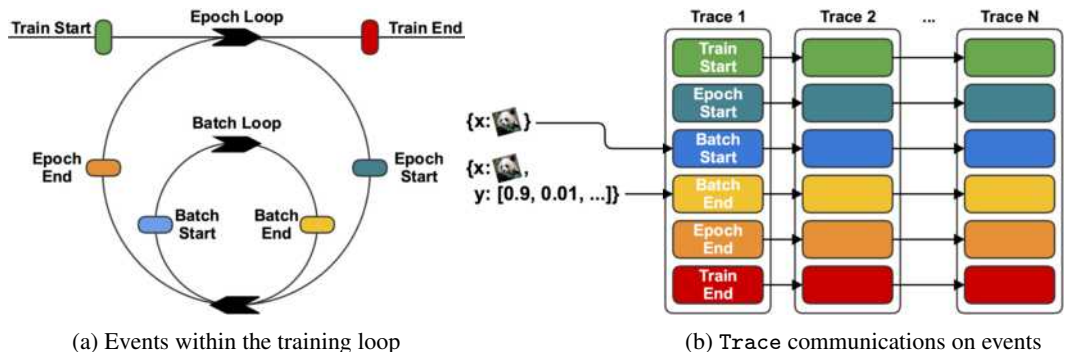 Epoch Loop
Train Start
Train End
Batch Loop
Epoch
End
Epoch
Start
Batch
Start
Batch
End
(a) Events within the training loop
Trace 1
Trace 2
...
Trace N
Train
Start
Epoch
Start
{x: }
Batch
Start
{x: ,
y: [0.9, 0.01, ...]}
Batch
End
Epoch
End
Train
End
(b) Trace communications on events